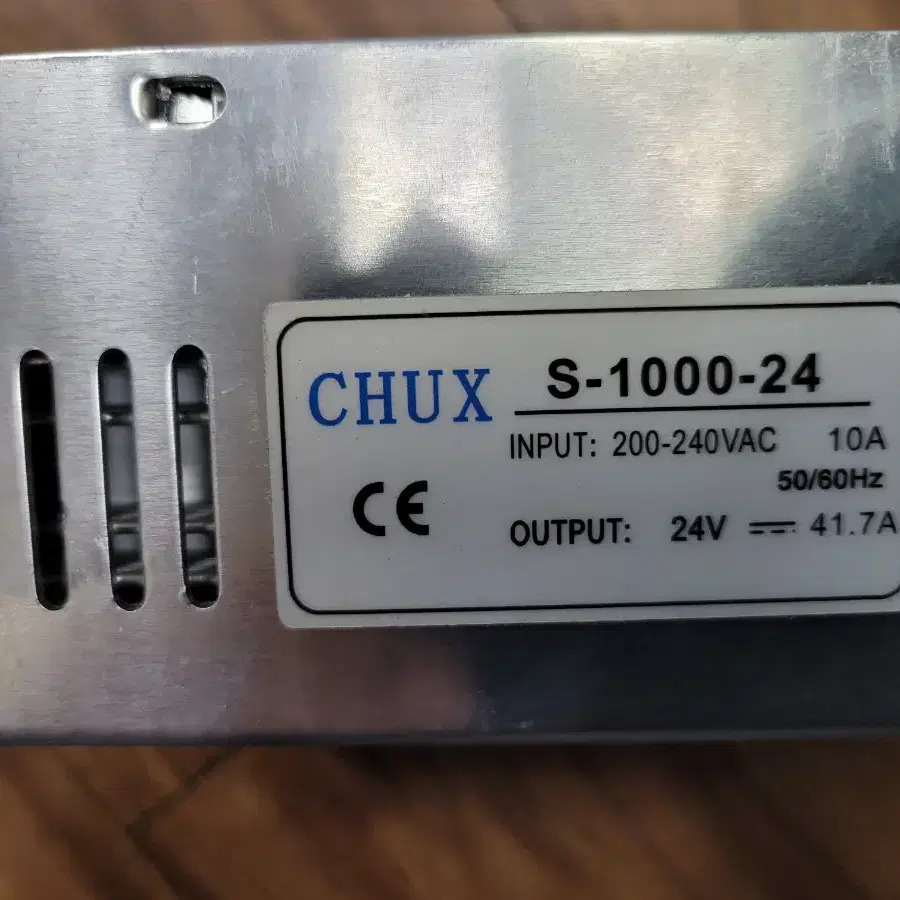 CHUX
S-1000-24
INPUT: 200-240VAC 10A
50/60Hz
CE
OUTPUT: 24V ⎓ 41.7A